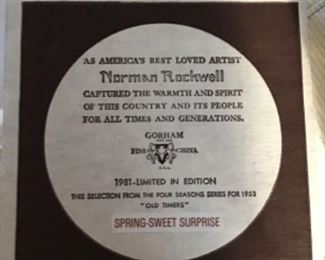 AS AMERICA'S BEST LOVED ARTIST
Norman Rockwell
CAPTURED THE WARMTH AND SPIRIT
OF THIS COUNTRY AND ITS PEOPLE
FOR ALL TIMES AND GENERATIONS.
GORHAM
FINE CHINA
U.S.A.
1981-LIMITED IN EDITION
THIS SELECTION FROM THE FOUR SEASONS SERIES FOR 1953
"OLD TIMERS"
SPRING-SWEET SURPRISE